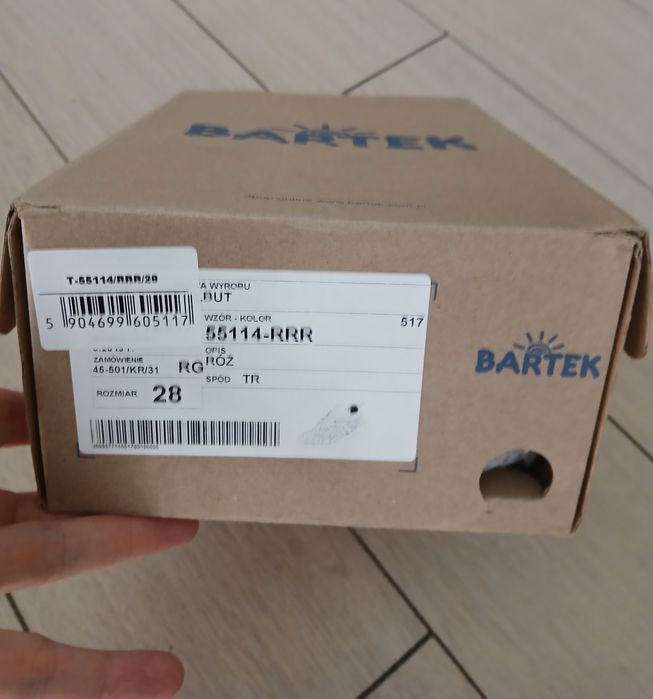 BARTEK
T-55114/RRR/28
5 904699 605117
BUT
WZÓR - KOLOR
55114-RRR
517
ZAMÓWIENIE
45-501/KR/31
RG
OPIS
RÓŻ
SPÓD TR
ROZMIAR 28
BARTEK